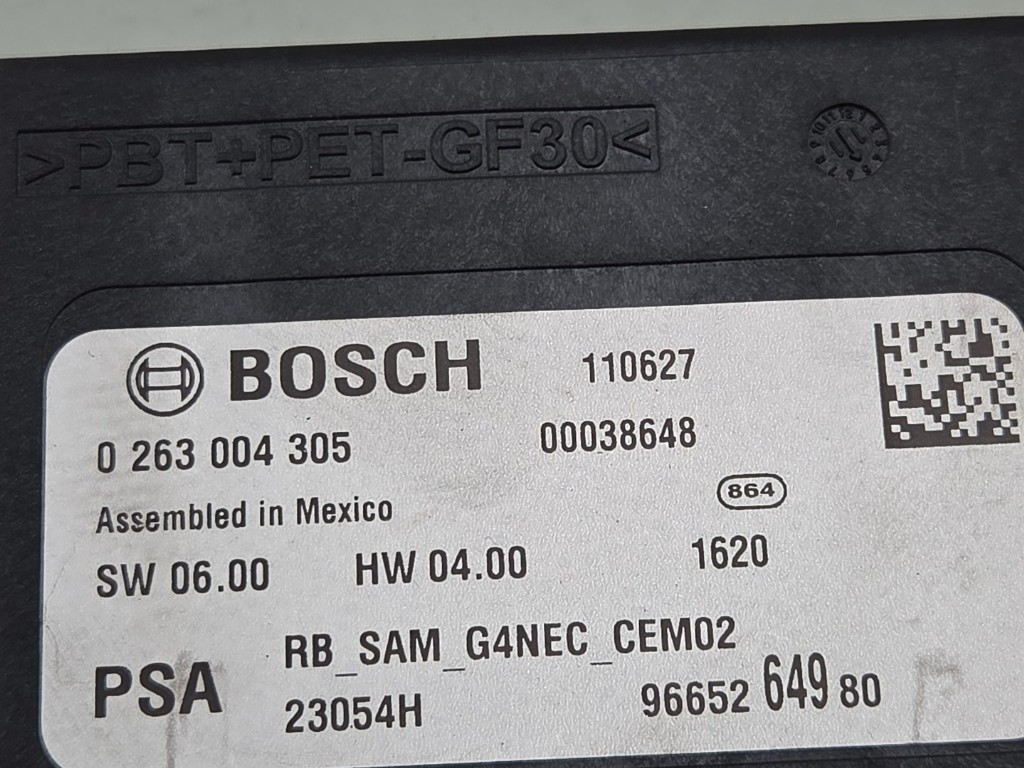 >PBT+PET-GF30<
BOSCH 110627
0 263 004 305 00038648
Assembled in Mexico 864
SW 06.00 HW 04.00 1620
RB_SAM_G4NEC_CEM02
PSA 23054H 96652 649 80